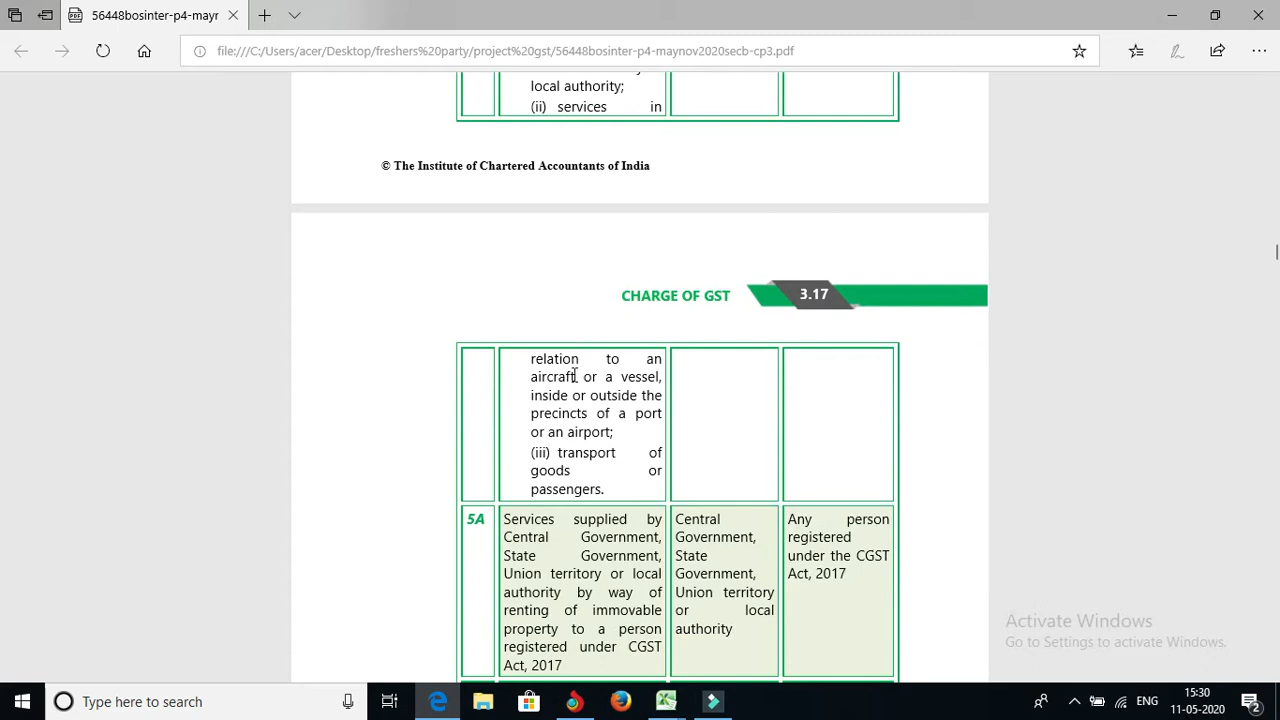 56448bosinter-p4-mayn
file:///C:/Users/acer/Desktop/freshers%20party/project%20gst/56448bosinter-p4-maynov2020secb-cp3.pdf
local authority;
(ii) services in
© The Institute of Chartered Accountants of India
CHARGE OF GST 3.17
relation to an
aircraft or a vessel,
inside or outside the
precincts of a port
or an airport;
(iii) transport of
goods or
passengers.
5A
Services supplied by
Central Government,
State Government,
Union territory or local
authority by way of
renting of immovable
property to a person
registered under CGST
Act, 2017
Central
Government,
State
Government,
Union territory
or local
authority
Any person
registered
under the CGST
Act, 2017
Activate Windows
Go to Settings to activate Windows.
Type here to search
ENG
15:30
11-05-2020
2